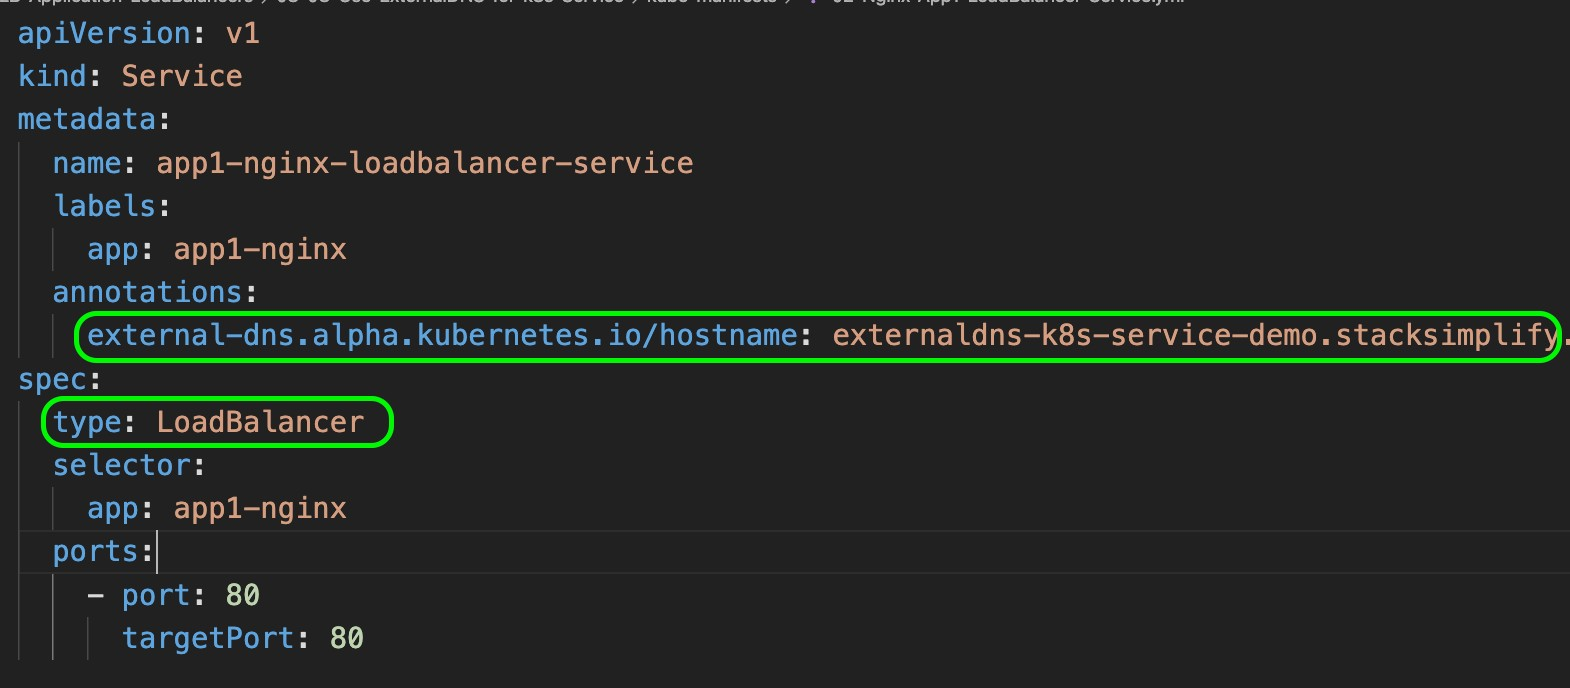 apiVersion: v1
kind: Service
metadata:
  name: app1-nginx-loadbalancer-service
  labels:
    app: app1-nginx
  annotations:
    external-dns.alpha.kubernetes.io/hostname: externaldns-k8s-service-demo.stacksimplify.
spec:
  type: LoadBalancer
  selector:
    app: app1-nginx
  ports:
    - port: 80
      targetPort: 80